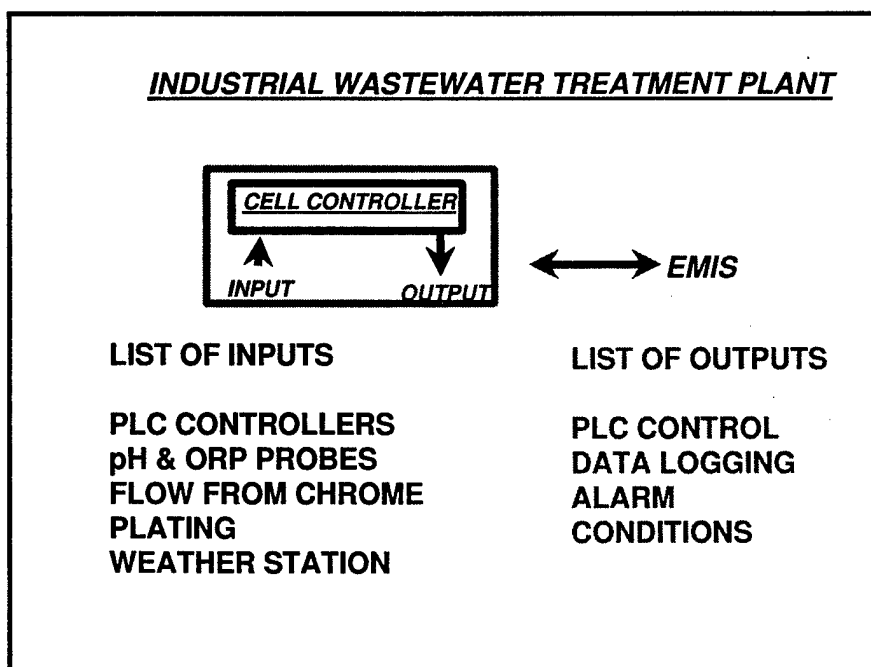 INDUSTRIAL WASTEWATER TREATMENT PLANT
CELL CONTROLLER
INPUT
OUTPUT
EMIS
LIST OF INPUTS
PLC CONTROLLERS
pH & ORP PROBES
FLOW FROM CHROME
PLATING
WEATHER STATION
LIST OF OUTPUTS
PLC CONTROL
DATA LOGGING
ALARM
CONDITIONS